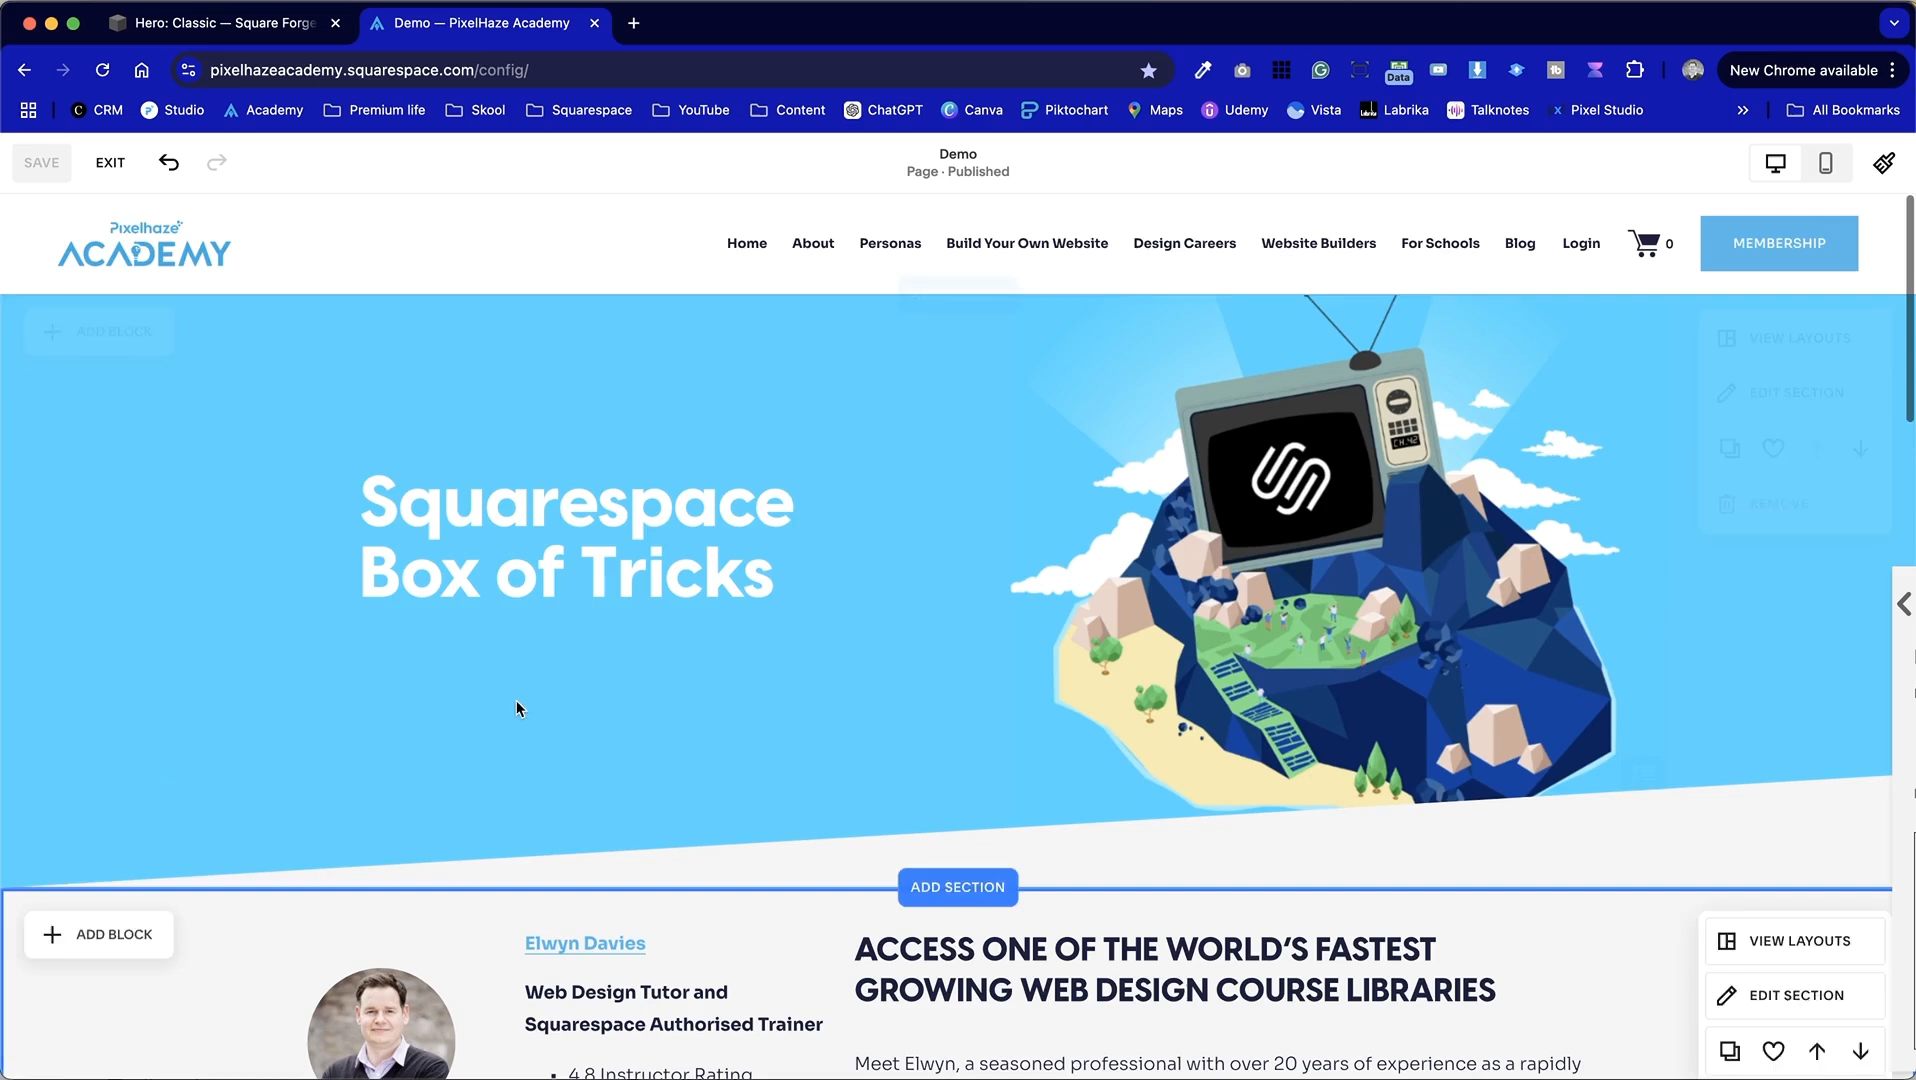 Hero: Classic — Square Forge
Demo — PixelHaze Academy
pixelhazeacademy.squarespace.com/config/
Data
New Chrome available
CRM
Studio
Academy
Premium life
Skool
Squarespace
YouTube
Content
ChatGPT
Canva
Piktochart
Maps
Udemy
Vista
Labrika
Talknotes
Pixel Studio
All Bookmarks
SAVE
EXIT
Demo
Page · Published
Pixelhaze
ACADEMY
Home
About
Personas
Build Your Own Website
Design Careers
Website Builders
For Schools
Blog
Login
0
MEMBERSHIP
ADD BLOCK
VIEW LAYOUTS
EDIT SECTION
REMOVE
CH.42
Squarespace
Box of Tricks
ADD SECTION
ADD BLOCK
Elwyn Davies
Web Design Tutor and
Squarespace Authorised Trainer
4.8 Instructor Rating
ACCESS ONE OF THE WORLD'S FASTEST
GROWING WEB DESIGN COURSE LIBRARIES
Meet Elwyn, a seasoned professional with over 20 years of experience as a rapidly
VIEW LAYOUTS
EDIT SECTION